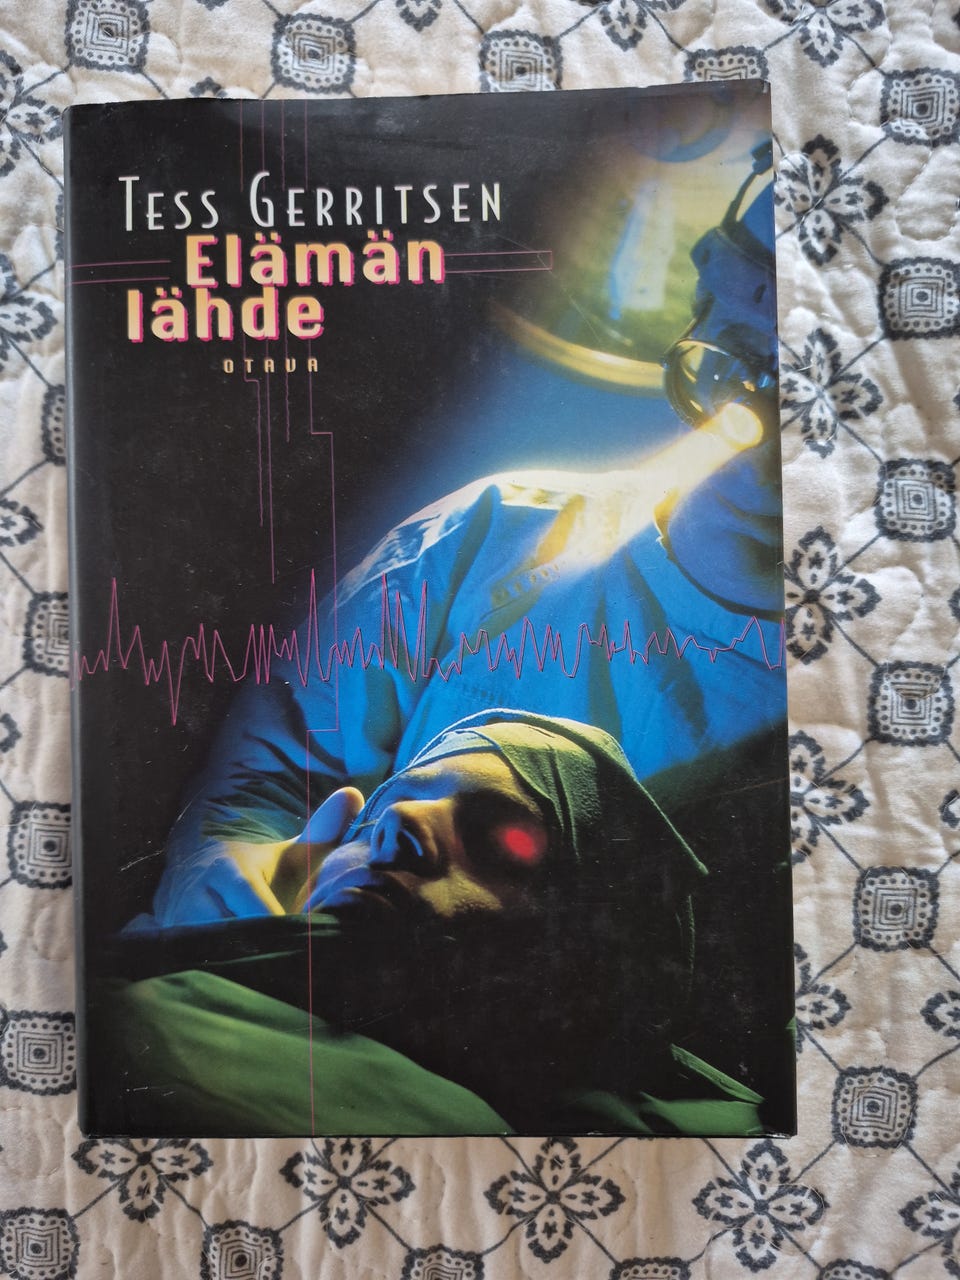 TESS GERRITSEN
Elämän
lähde
OTAVA